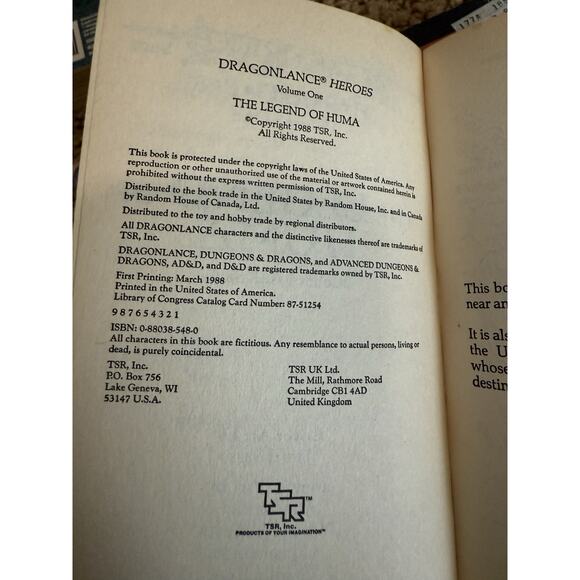 DRAGONLANCE® HEROES
Volume One
THE LEGEND OF HUMA
©Copyright 1988 TSR, Inc.
All Rights Reserved.
This book is protected under the copyright laws of the United States of America. Any
reproduction or other unauthorized use of the material or artwork contained herein is
prohibited without the express written permission of TSR, Inc.
Distributed to the book trade in the United States by Random House, Inc. and in Canada
by Random House of Canada, Ltd.
Distributed to the toy and hobby trade by regional distributors.
All DRAGONLANCE characters and the distinctive likenesses thereof are trademarks of
TSR, Inc.
DRAGONLANCE, DUNGEONS & DRAGONS, and ADVANCED DUNGEONS &
DRAGONS, AD&D, and D&D are registered trademarks owned by TSR, Inc.
First Printing: March 1988
Printed in the United States of America.
Library of Congress Catalog Card Number: 87-51254
9 8 7 6 5 4 3 2 1
ISBN: 0-88038-548-0
All characters in this book are fictitious. Any resemblance to actual persons, living or
dead, is purely coincidental.
TSR, Inc.
P.O. Box 756
Lake Geneva, WI
53147 U.S.A.
TSR UK Ltd.
The Mill, Rathmore Road
Cambridge CB1 4AD
United Kingdom
TSR™
TSR, Inc.
PRODUCTS OF YOUR IMAGINATION™
This bo
near an
It is als
the U
whose
destin